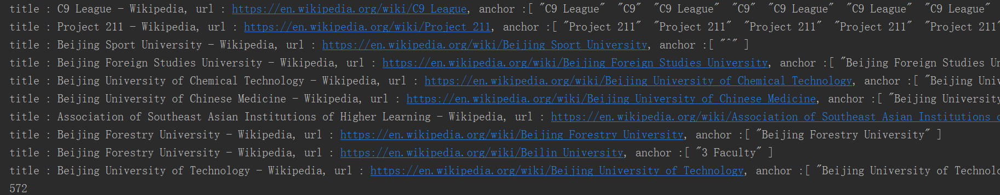 title : C9 League - Wikipedia, url : https://en.wikipedia.org/wiki/C9_League, anchor :[ "C9 League"  "C9"  "C9 League"  "C9"  "C9 League"  "C9 League"  "C9 League"
title : Project 211 - Wikipedia, url : https://en.wikipedia.org/wiki/Project_211, anchor :[ "Project 211"  "Project 211"  "Project 211"  "Project 211"  "Project 211"
title : Beijing Sport University - Wikipedia, url : https://en.wikipedia.org/wiki/Beijing_Sport_University, anchor :[ "^" ]
title : Beijing Foreign Studies University - Wikipedia, url : https://en.wikipedia.org/wiki/Beijing_Foreign_Studies_University, anchor :[ "Beijing Foreign Studies Un
title : Beijing University of Chemical Technology - Wikipedia, url : https://en.wikipedia.org/wiki/Beijing_University_of_Chemical_Technology, anchor :[ "Beijing Univ
title : Beijing University of Chinese Medicine - Wikipedia, url : https://en.wikipedia.org/wiki/Beijing_University_of_Chinese_Medicine, anchor :[ "Beijing University
title : Association of Southeast Asian Institutions of Higher Learning - Wikipedia, url : https://en.wikipedia.org/wiki/Association_of_Southeast_Asian_Institutions_o
title : Beijing Forestry University - Wikipedia, url : https://en.wikipedia.org/wiki/Beijing_Forestry_University, anchor :[ "Beijing Forestry University" ]
title : Beijing Forestry University - Wikipedia, url : https://en.wikipedia.org/wiki/Beilin_University, anchor :[ "3 Faculty" ]
title : Beijing University of Technology - Wikipedia, url : https://en.wikipedia.org/wiki/Beijing_University_of_Technology, anchor :[ "Beijing University of Technolo
572